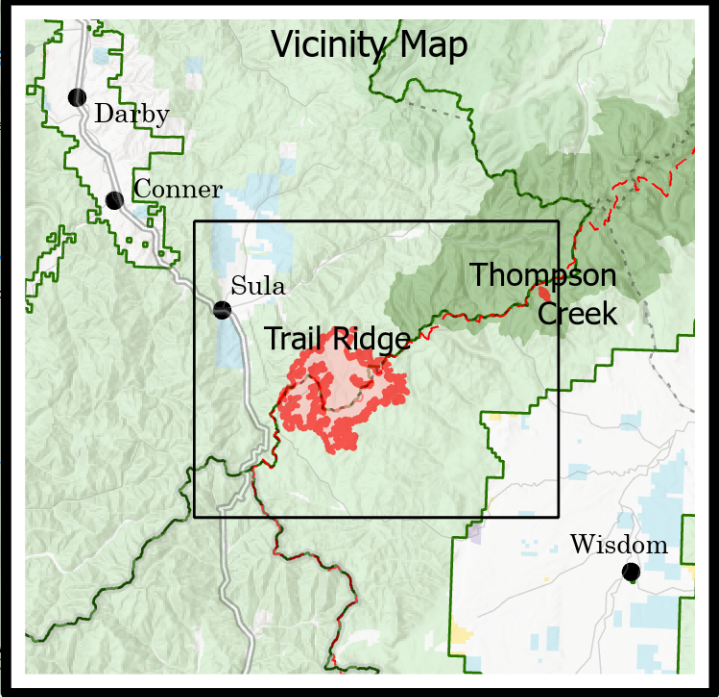 Vicinity Map
Darby
Conner
Thompson
Creek
Sula
Trail Ridge
Wisdom